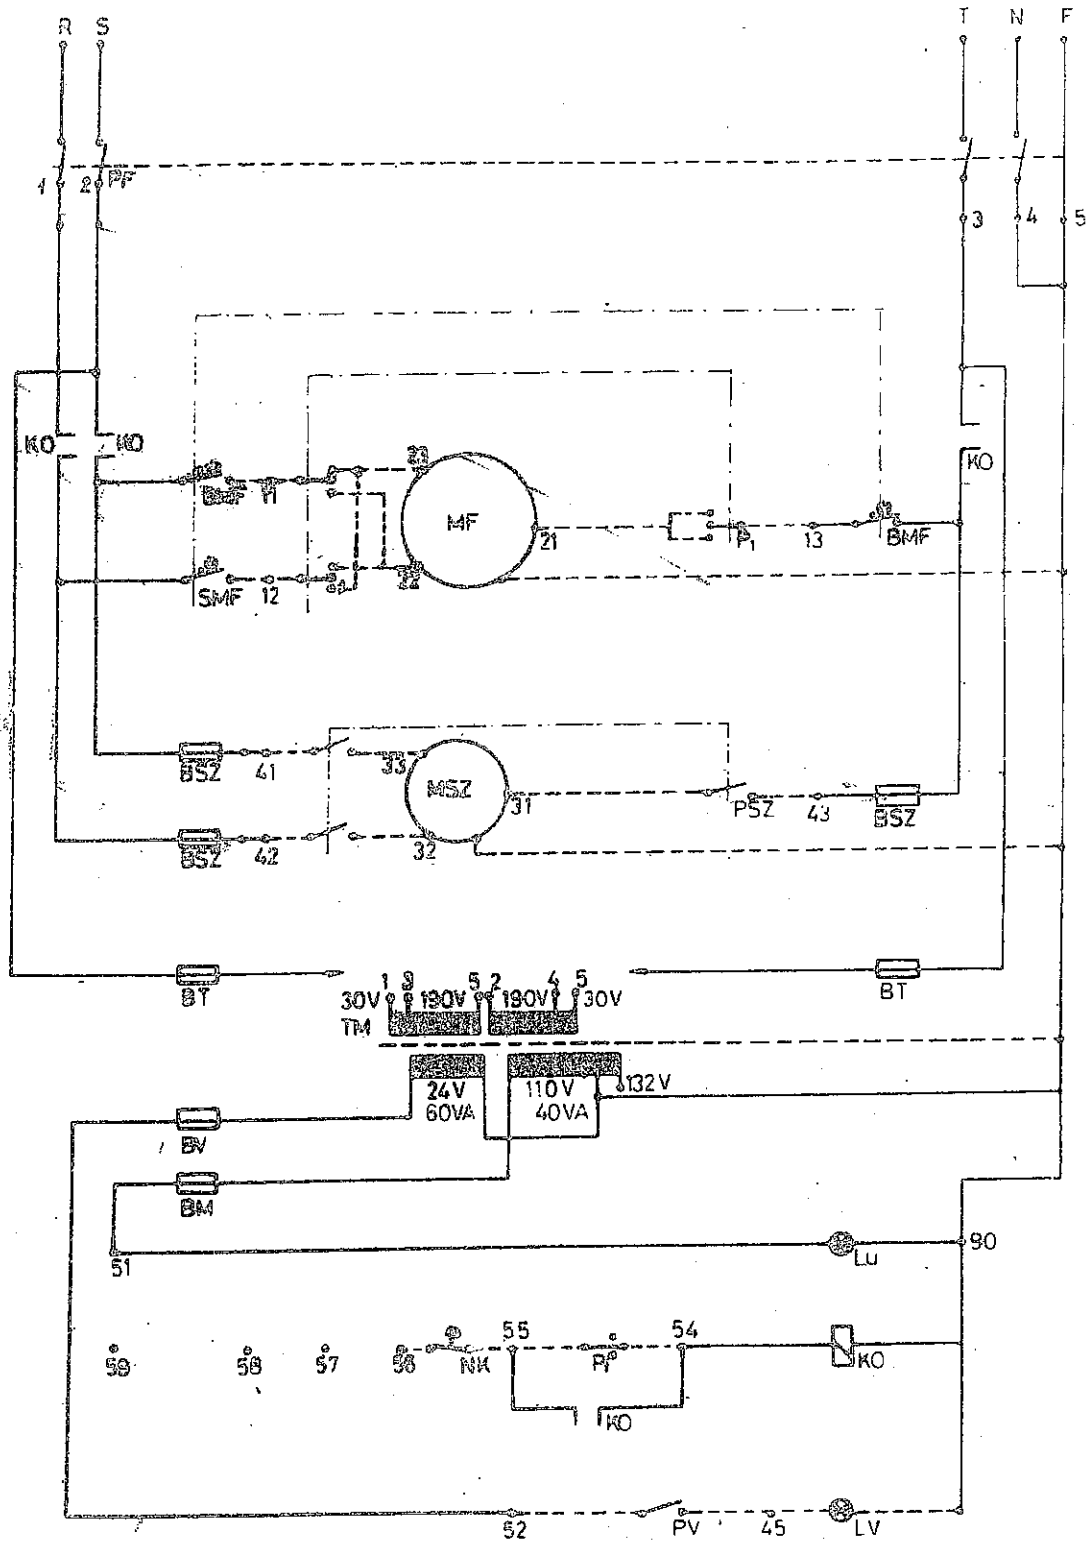 R S T N F
1 2 PF 3 4 5
KO KO KO
23
BMF 11 MF 21 P1 13 BMF
SMF 12 22
BSZ 41 33 MSZ 31 PSZ 43 BSZ
BSZ 42 32
BT 1 3 5 2 4 5 BT
30V 190V 190V 30V
TM
24V 110V 132V
60VA 40VA
BV
BM
51 Lu 90
55 54
59 58 57 56 NK KO
KO
52 PV 45 LV